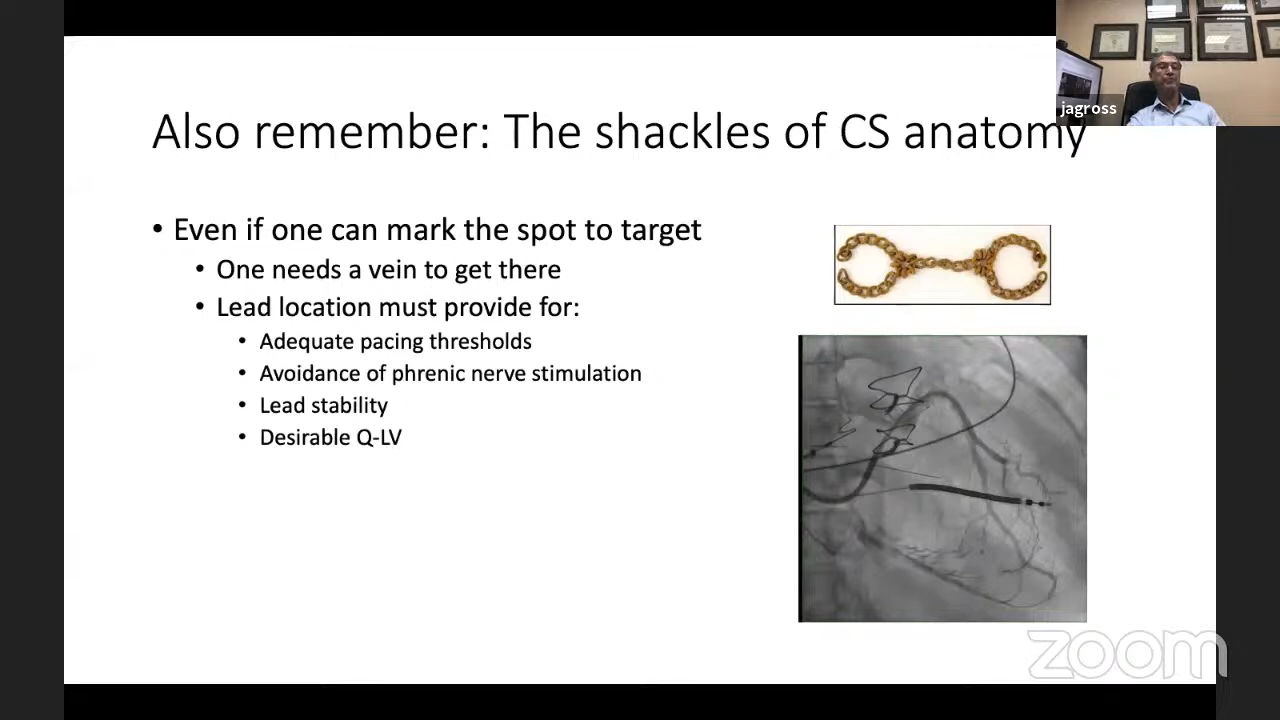 jagross
Also remember: The shackles of CS anatomy
• Even if one can mark the spot to target
• One needs a vein to get there
• Lead location must provide for:
• Adequate pacing thresholds
• Avoidance of phrenic nerve stimulation
• Lead stability
• Desirable Q-LV
zoom